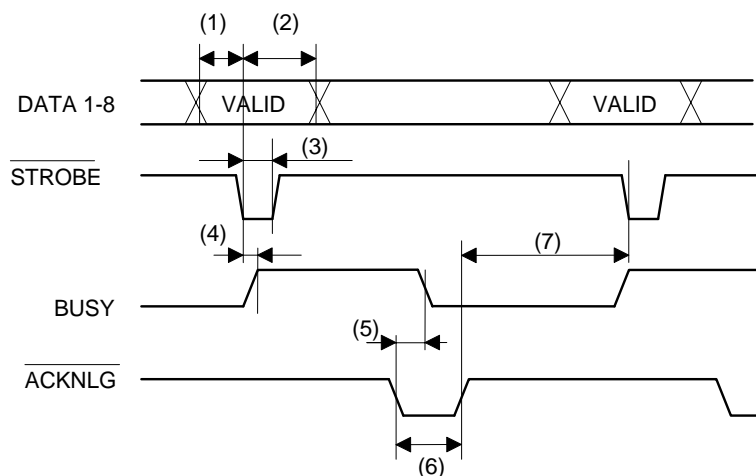 (1) (2)
DATA 1-8 VALID VALID
(3)
STROBE
(4) (7)
BUSY
(5)
ACKNLG
(6)